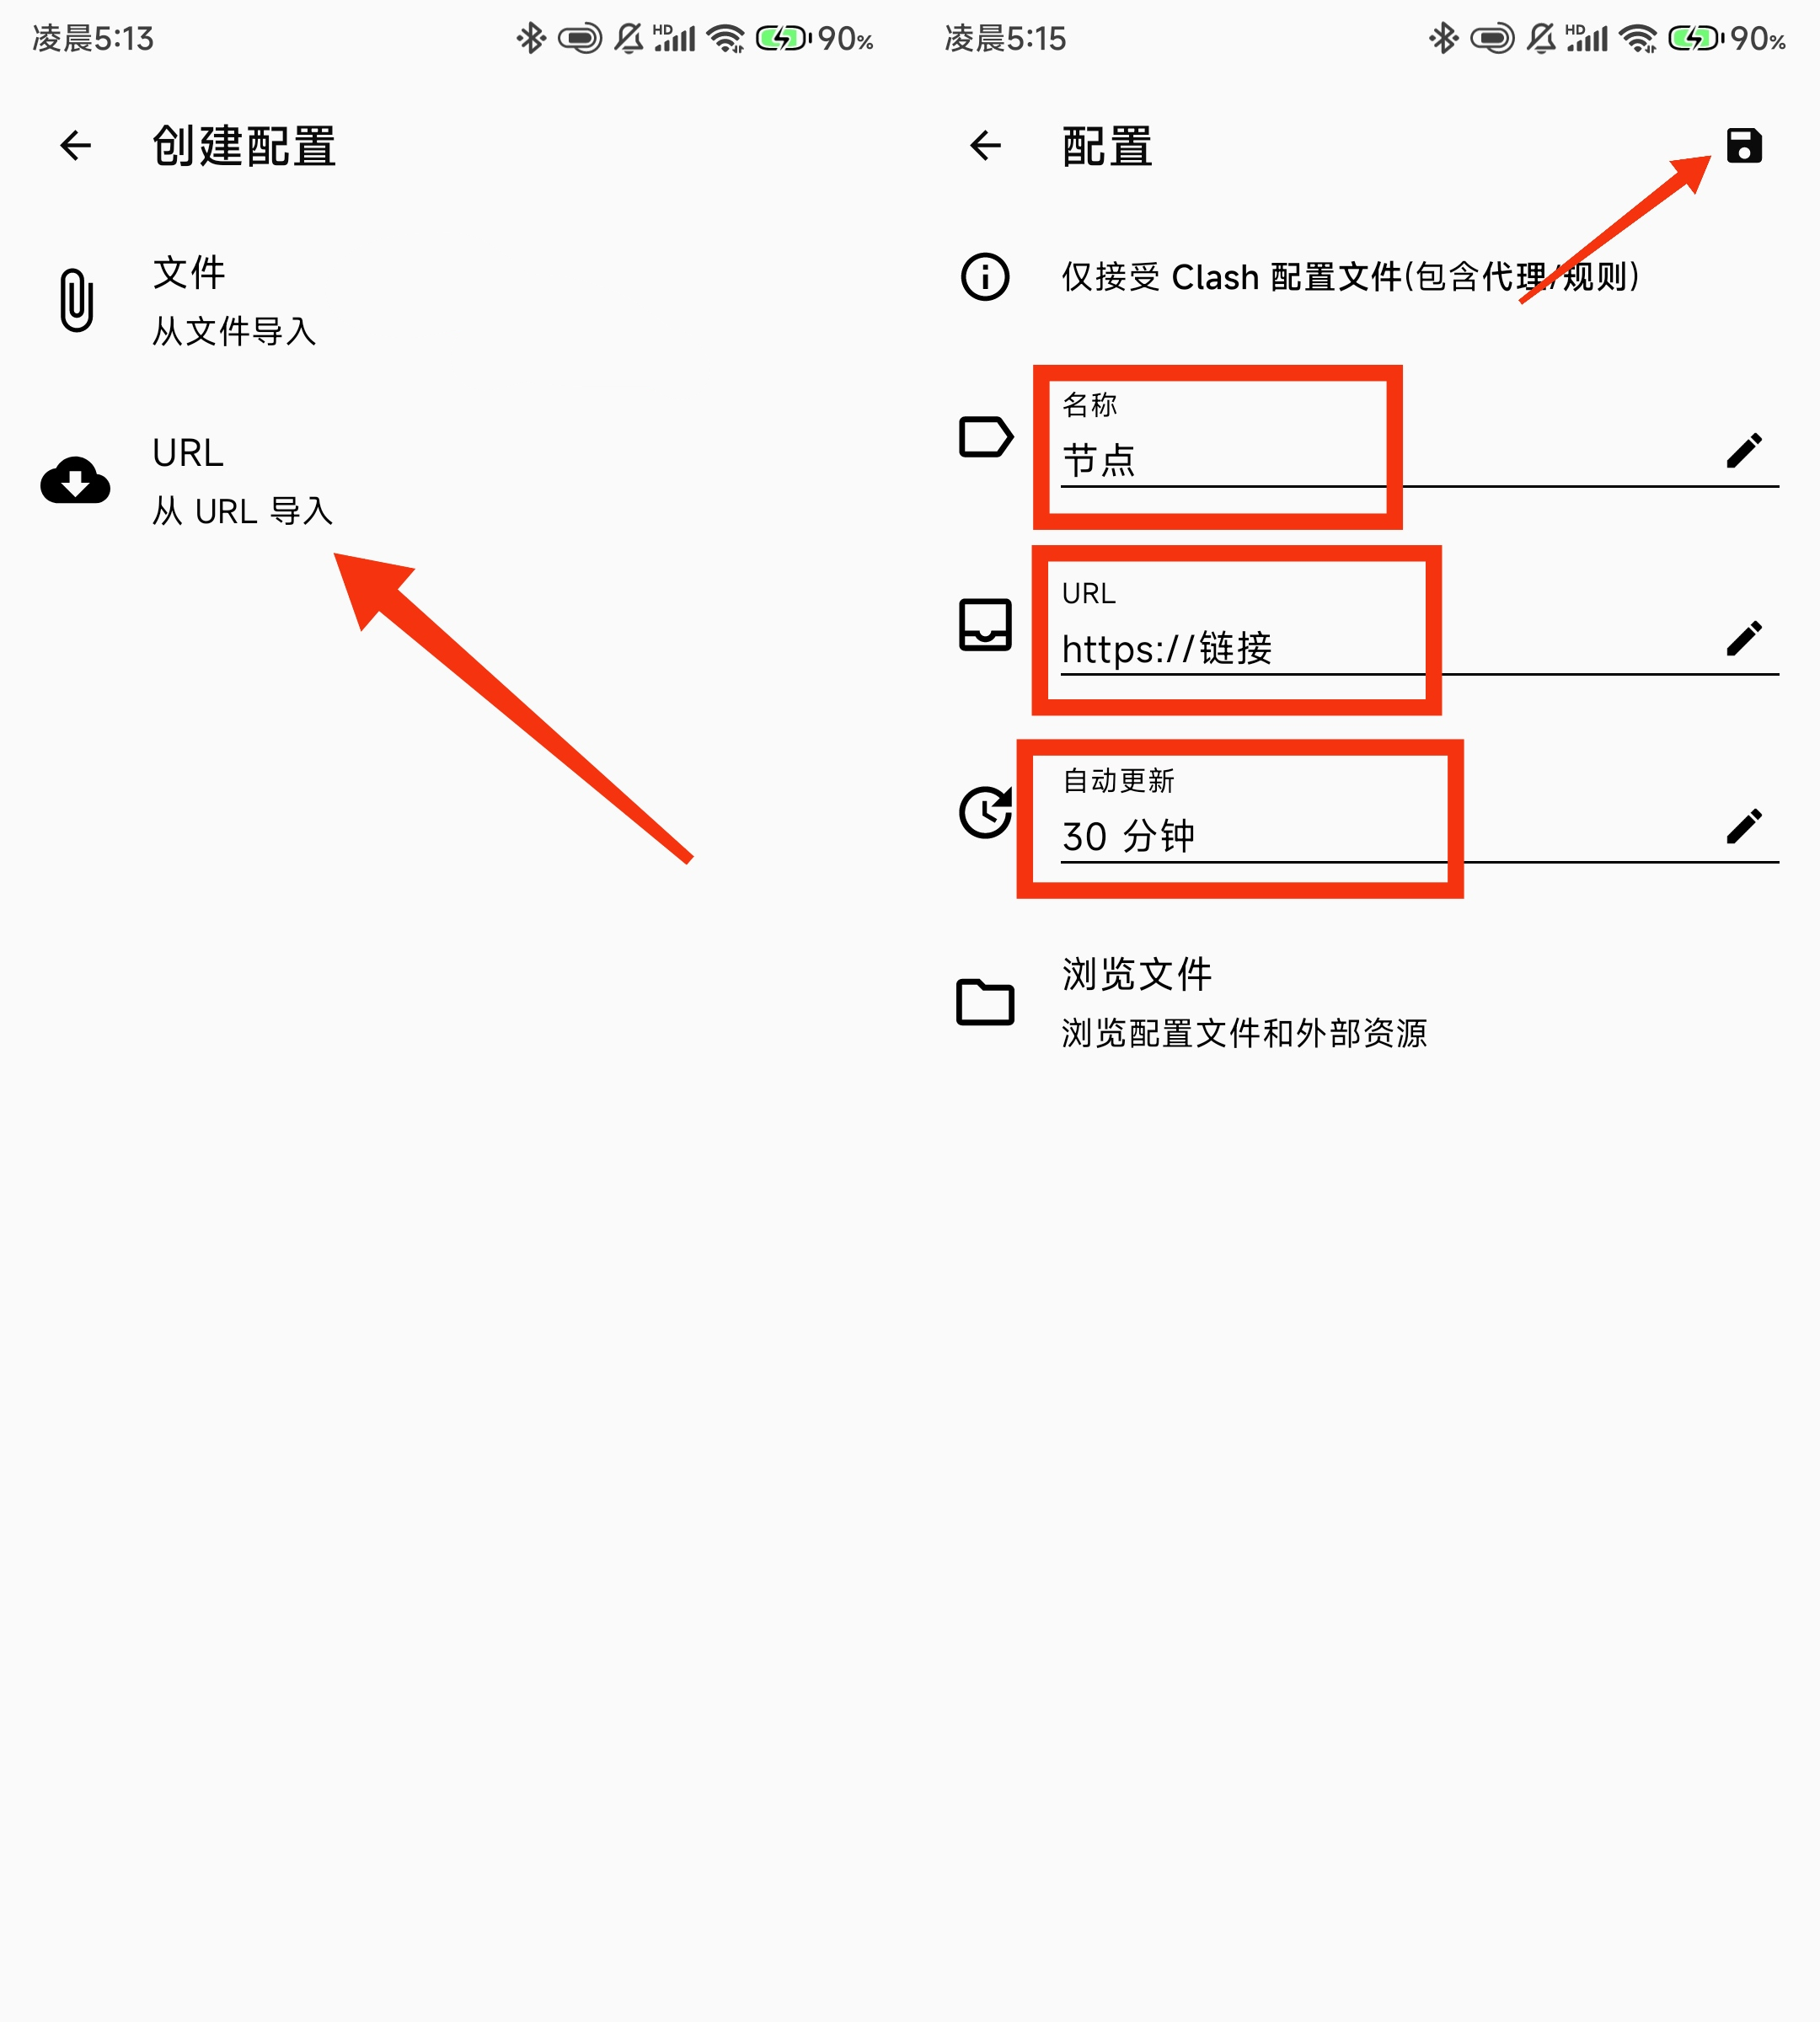 凌晨5:13
HD
90%
创建配置
文件
从文件导入
URL
从 URL 导入
凌晨5:15
HD
90%
配置
仅接受 Clash 配置文件(包含代理/规则)
名称
节点
URL
https://链接
自动更新
30 分钟
浏览文件
浏览配置文件和外部资源